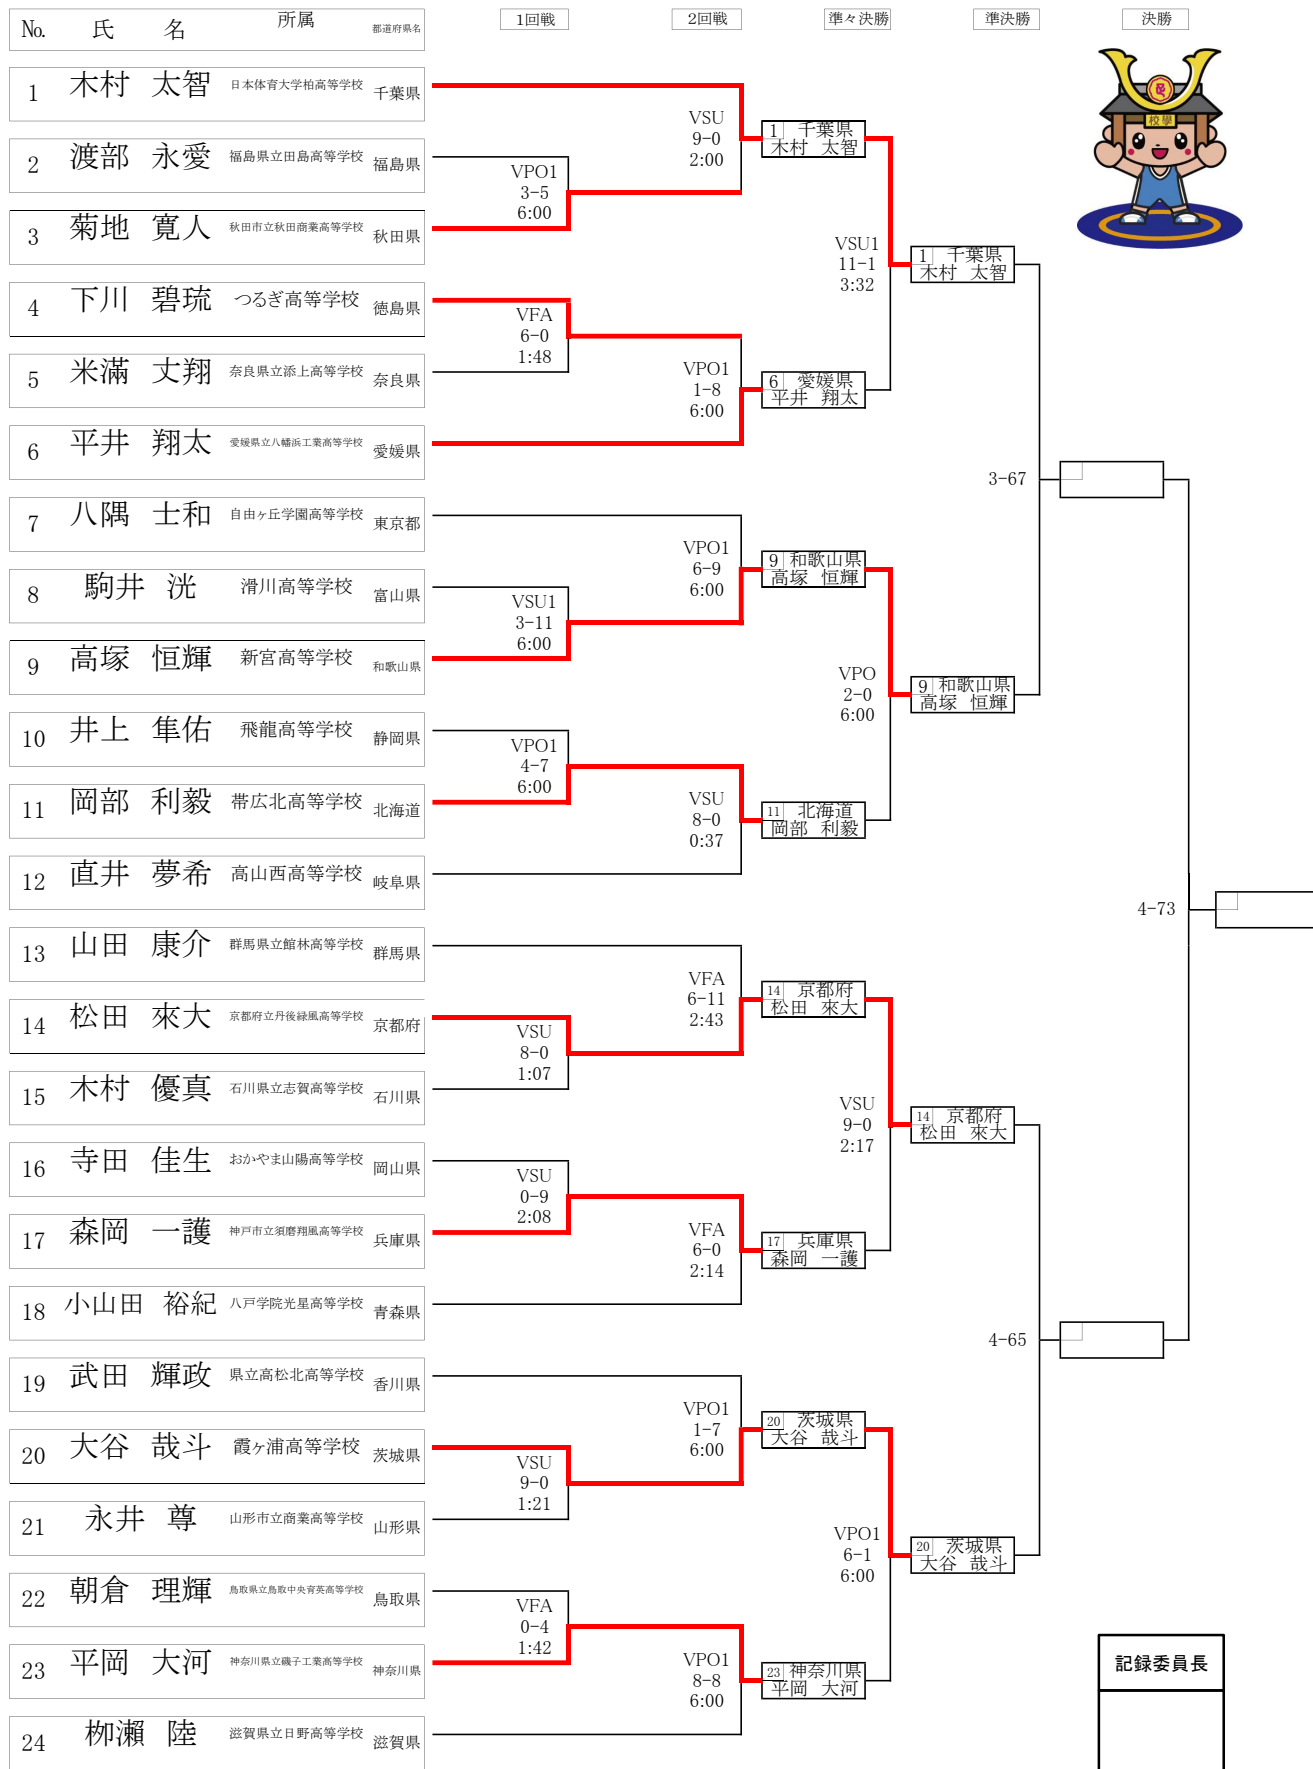 No. 氏 名 所属 都道府県名 1回戦 2回戦 準々決勝 準決勝 決勝
1 木村 太智 日本体育大学柏高等学校 千葉県
2 渡部 永愛 福島県立田島高等学校 福島県
3 菊地 寛人 秋田市立秋田商業高等学校 秋田県
4 下川 碧琉 つるぎ高等学校 徳島県
5 米満 丈翔 奈良県立添上高等学校 奈良県
6 平井 翔太 愛媛県立八幡浜工業高等学校 愛媛県
7 八隅 士和 自由ヶ丘学園高等学校 東京都
8 駒井 洸 滑川高等学校 富山県
9 高塚 恒輝 新宮高等学校 和歌山県
10 井上 隼佑 飛龍高等学校 静岡県
11 岡部 利毅 帯広北高等学校 北海道
12 直井 夢希 高山西高等学校 岐阜県
13 山田 康介 群馬県立館林高等学校 群馬県
14 松田 來大 京都府立丹後緑風高等学校 京都府
15 木村 優真 石川県立志賀高等学校 石川県
16 寺田 佳生 おかやま山陽高等学校 岡山県
17 森岡 一護 神戸市立須磨翔風高等学校 兵庫県
18 小山田 裕紀 八戸学院光星高等学校 青森県
19 武田 輝政 県立高松北高等学校 香川県
20 大谷 哉斗 霞ヶ浦高等学校 茨城県
21 永井 尊 山形市立商業高等学校 山形県
22 朝倉 理輝 鳥取県立鳥取中央育英高等学校 鳥取県
23 平岡 大河 神奈川県立磯子工業高等学校 神奈川県
24 栁瀨 陸 滋賀県立日野高等学校 滋賀県
VPO1
3-5
6:00
VFA
6-0
1:48
VSU1
3-11
6:00
VPO1
4-7
6:00
VSU
8-0
1:07
VSU
0-9
2:08
VSU
9-0
1:21
VFA
0-4
1:42
VSU
9-0
2:00
VPO1
1-8
6:00
VPO1
6-9
6:00
VSU
8-0
0:37
VFA
6-11
2:43
VFA
6-0
2:14
VPO1
1-7
6:00
VPO1
8-8
6:00
1 千葉県
木村 太智
6 愛媛県
平井 翔太
9 和歌山県
高塚 恒輝
11 北海道
岡部 利毅
14 京都府
松田 來大
17 兵庫県
森岡 一護
20 茨城県
大谷 哉斗
23 神奈川県
平岡 大河
VSU1
11-1
3:32
VPO
2-0
6:00
VSU
9-0
2:17
VPO1
6-1
6:00
1 千葉県
木村 太智
9 和歌山県
高塚 恒輝
14 京都府
松田 來大
20 茨城県
大谷 哉斗
3-67
4-65
4-73
校學
記録委員長